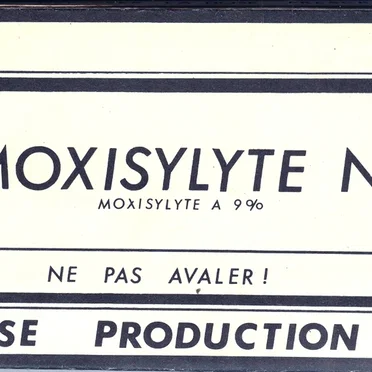 MOXISYLYTE N
MOXISYLYTE A 9%
NE PAS AVALER!
SE PRODUCTION